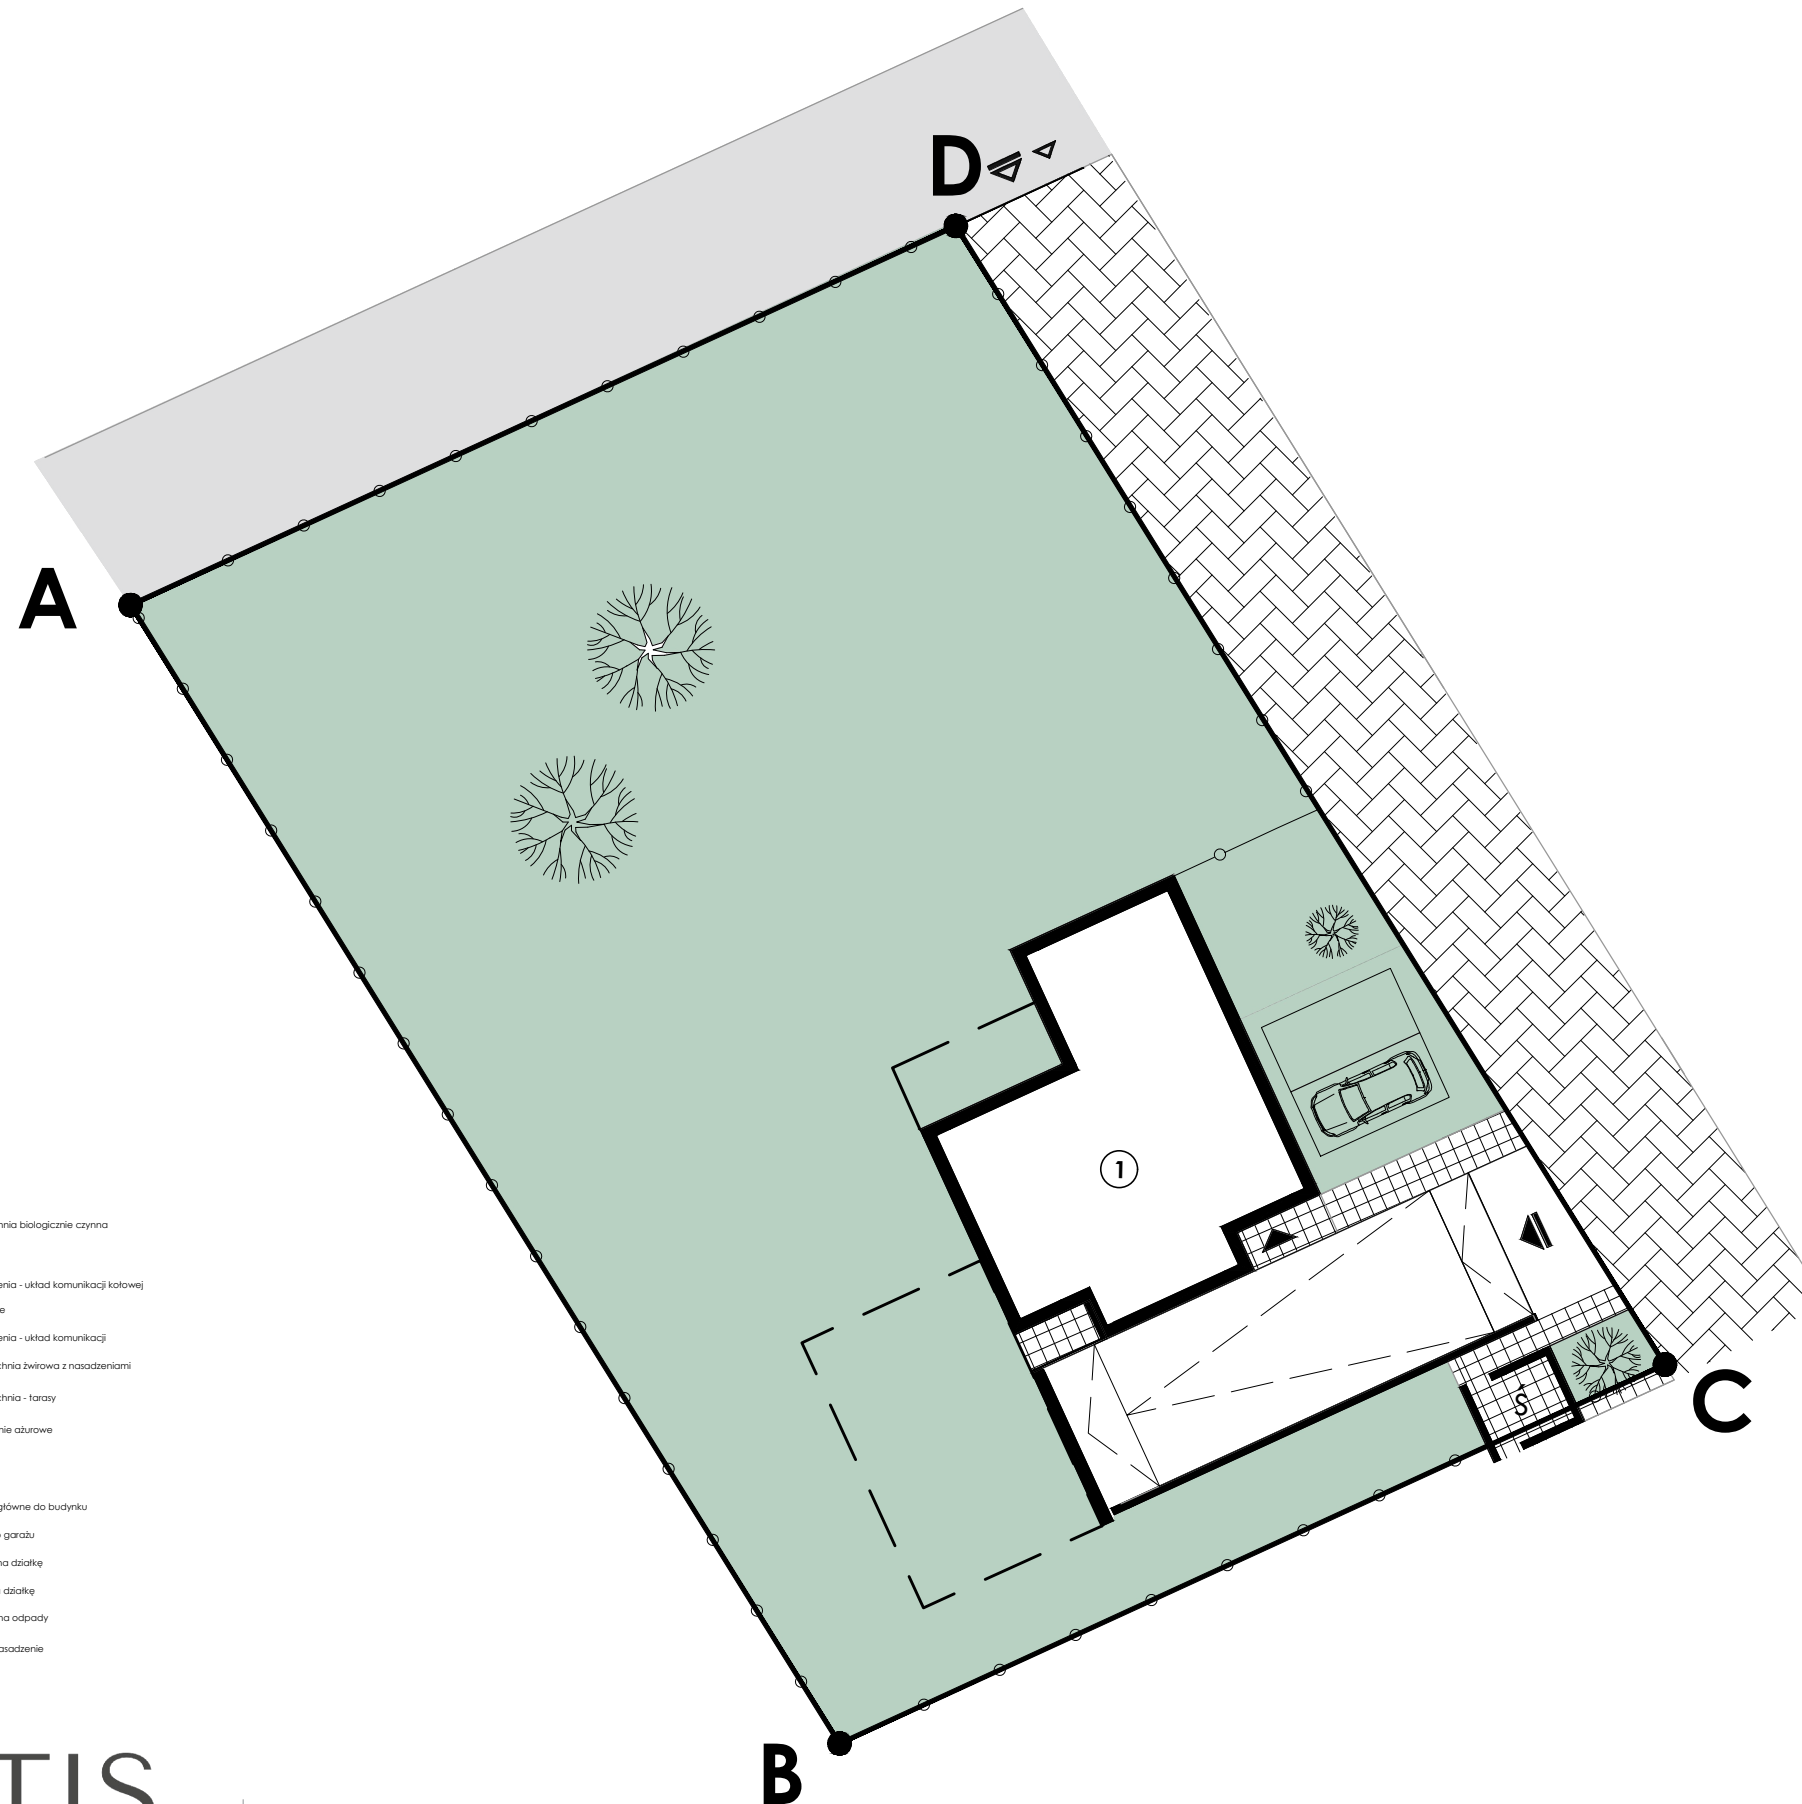 D
A
1
Ś
C
B
hnia biologicznie czynna
enia - układ komunikacji kołowej
e
enia - układ komunikacji
chnia żwirowa z nasadzeniami
chnia - tarasy
nie ażurowe
główne do budynku
garażu
na działkę
działkę
na odpady
asadzenie
TIS